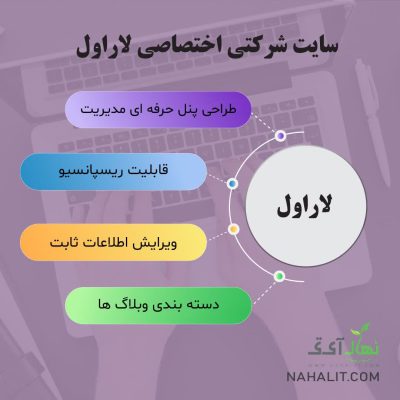 سایت شرکتی اختصاصی لاراول
طراحی پنل حرفه ای مدیریت
قابلیت ریسپانسیو
لاراول
ویرایش اطلاعات ثابت
دسته بندی وبلاگ ها
نهال آی تی
NAHALIT.COM